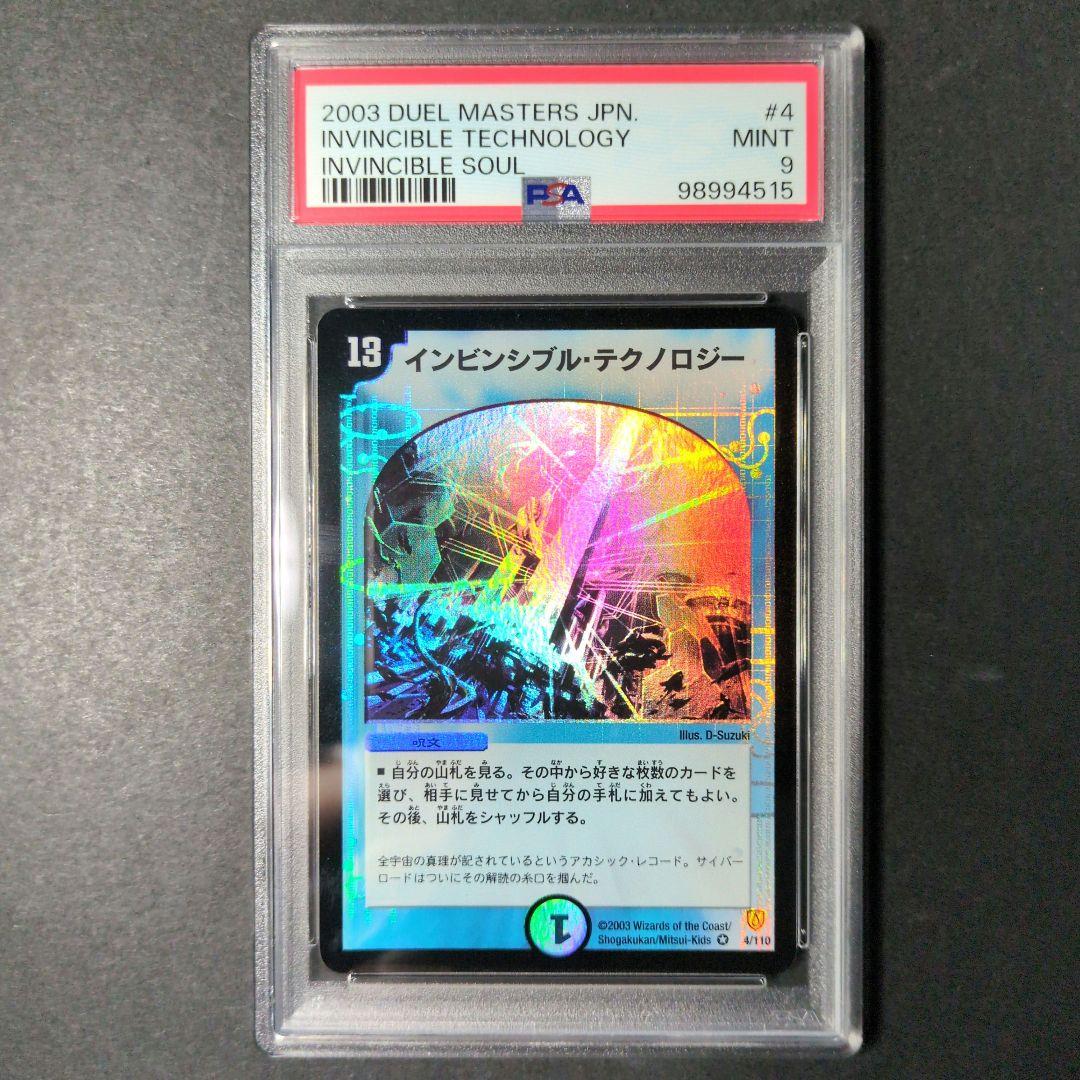 2003 DUEL MASTERS JPN. #4
INVINCIBLE TECHNOLOGY MINT
INVINCIBLE SOUL 9
PSA 98994515
13 インビンシブル・テクノロジー
Illus. D-Suzuki
呪文
■ 自分の山札を見る。その中から好きな枚数のカードを
選び、相手に見せてから自分の手札に加えてもよい。
その後、山札をシャッフルする。
全宇宙の真理が記されているというアカシック・レコード。サイバー
ロードはついにその解読の糸口を掴んだ。
1
©2003 Wizards of the Coast/
Shogakukan/Mitsui-Kids 4/110